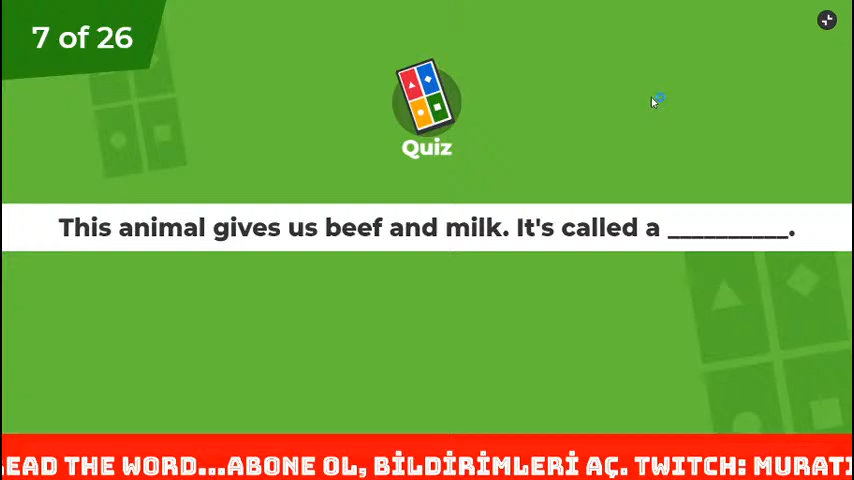 7 of 26
Quiz
This animal gives us beef and milk. It's called a __________.
EAD THE WORD...ABONE OL, BİLDİRİMLERİ AÇ. TWITCH: MURATI